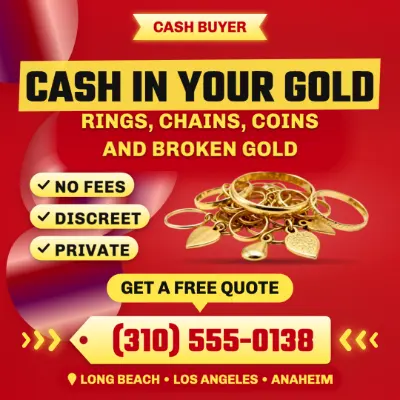 CASH BUYER
CASH IN YOUR GOLD
RINGS, CHAINS, COINS
AND BROKEN GOLD
NO FEES
DISCREET
PRIVATE
GET A FREE QUOTE
(310) 555-0138
LONG BEACH • LOS ANGELES • ANAHEIM